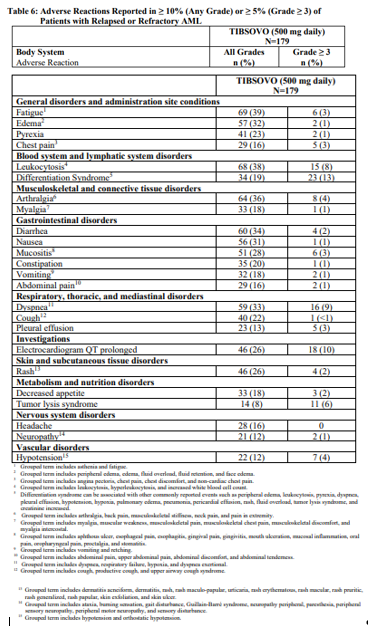 Table 6: Adverse Reactions Reported in ≥ 10% (Any Grade) or ≥ 5% (Grade ≥ 3) of
Patients with Relapsed or Refractory AML
TIBSOVO (500 mg daily)
N=179
Body System
Adverse Reaction
All Grades
n (%)
Grade ≥ 3
n (%)
TIBSOVO (500 mg daily)
N=179
General disorders and administration site conditions
Fatigue1 69 (39) 6 (3)
Edema2 57 (32) 2 (1)
Pyrexia 41 (23) 2 (1)
Chest pain3 29 (16) 5 (3)
Blood system and lymphatic system disorders
Leukocytosis4 68 (38) 15 (8)
Differentiation Syndrome5 34 (19) 23 (13)
Musculoskeletal and connective tissue disorders
Arthralgia6 64 (36) 8 (4)
Myalgia7 33 (18) 1 (1)
Gastrointestinal disorders
Diarrhea 60 (34) 4 (2)
Nausea 56 (31) 1 (1)
Mucositis8 51 (28) 6 (3)
Constipation 35 (20) 1 (1)
Vomiting9 32 (18) 2 (1)
Abdominal pain10 29 (16) 2 (1)
Respiratory, thoracic, and mediastinal disorders
Dyspnea11 59 (33) 16 (9)
Cough12 40 (22) 1 (<1)
Pleural effusion 23 (13) 5 (3)
Investigations
Electrocardiogram QT prolonged 46 (26) 18 (10)
Skin and subcutaneous tissue disorders
Rash13 46 (26) 4 (2)
Metabolism and nutrition disorders
Decreased appetite 33 (18) 3 (2)
Tumor lysis syndrome 14 (8) 11 (6)
Nervous system disorders
Headache 28 (16) 0
Neuropathy14 21 (12) 2 (1)
Vascular disorders
Hypotension15 22 (12) 7 (4)
1 Grouped term includes asthenia and fatigue.
2 Grouped term includes peripheral edema, edema, fluid overload, fluid retention, and face edema.
3 Grouped term includes angina pectoris, chest pain, chest discomfort, and non-cardiac chest pain.
4 Grouped term includes leukocytosis, hyperleukocytosis, and increased white blood cell count.
5 Differentiation syndrome can be associated with other commonly reported events such as peripheral edema, leukocytosis, pyrexia, dyspnea,
pleural effusion, hypotension, hypoxia, pulmonary edema, pneumonia, pericardial effusion, rash, fluid overload, tumor lysis syndrome, and
creatinine increased.
6 Grouped term includes arthralgia, back pain, musculoskeletal stiffness, neck pain, and pain in extremity.
7 Grouped term includes myalgia, muscular weakness, musculoskeletal pain, musculoskeletal chest pain, musculoskeletal discomfort, and
myalgia intercostal.
8 Grouped term includes aphthous ulcer, esophageal pain, esophagitis, gingival pain, gingivitis, mouth ulceration, mucosal inflammation, oral
pain, oropharyngeal pain, proctalgia, and stomatitis.
9 Grouped term includes vomiting and retching.
10 Grouped term includes abdominal pain, upper abdominal pain, abdominal discomfort, and abdominal tenderness.
11 Grouped term includes dyspnea, respiratory failure, hypoxia, and dyspnea exertional.
12 Grouped term includes cough, productive cough, and upper airway cough syndrome.
13 Grouped term includes dermatitis acneiform, dermatitis, rash, rash maculo-papular, urticaria, rash erythematous, rash macular, rash pruritic,
rash generalized, rash papular, skin exfoliation, and skin ulcer.
14 Grouped term includes ataxia, burning sensation, gait disturbance, Guillain-Barré syndrome, neuropathy peripheral, paresthesia, peripheral
sensory neuropathy, peripheral motor neuropathy, and sensory disturbance.
15 Grouped term includes hypotension and orthostatic hypotension.